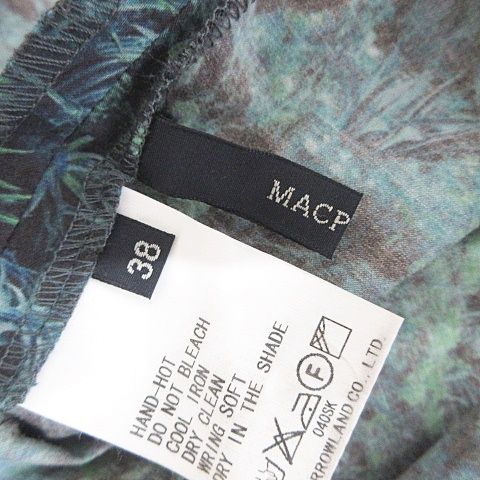 MACP
38
HAND-HOT
DO NOT BLEACH
COOL IRON
DRY CLEAN
WRING SOFT
DRY IN THE SHADE
F
040SK
ARROWLAND CO., LTD.